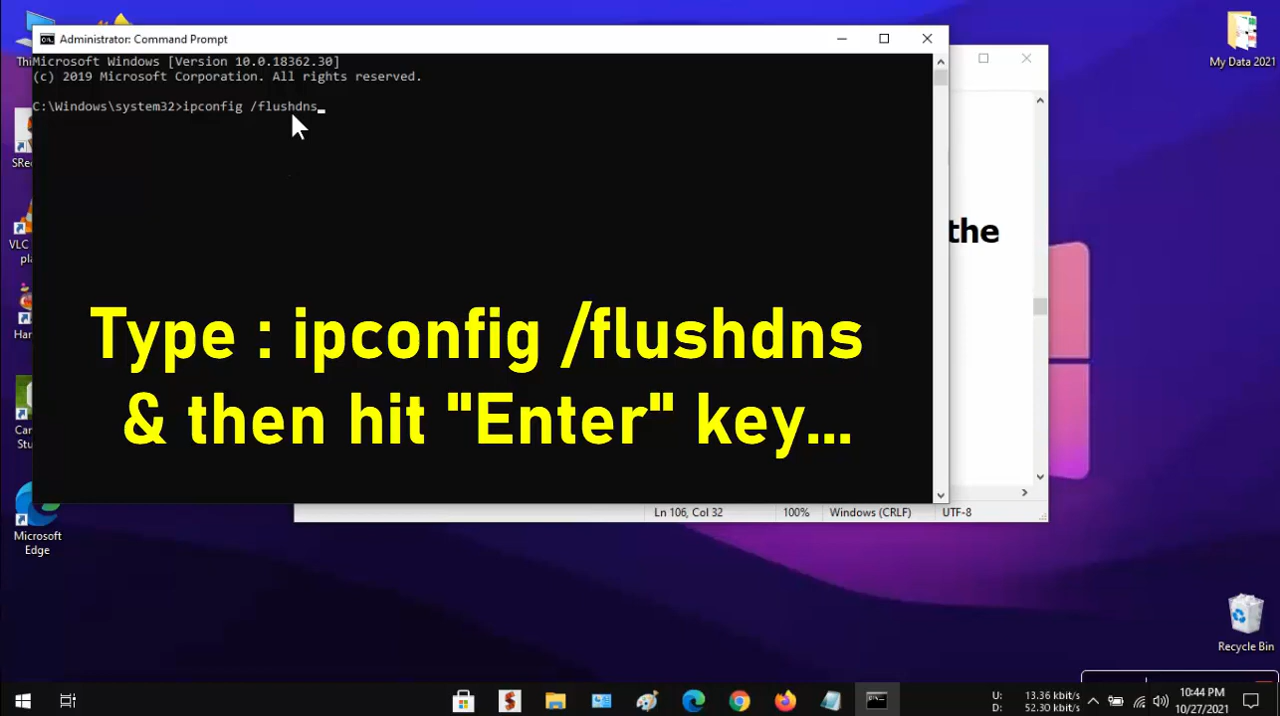 Administrator: Command Prompt
Microsoft Windows [Version 10.0.18362.30]
(c) 2019 Microsoft Corporation. All rights reserved.
C:\Windows\system32>ipconfig /flushdns
My Data 2021
the
Type : ipconfig /flushdns
& then hit "Enter" key...
Ln 106, Col 32
100%
Windows (CRLF)
UTF-8
VLC
Microsoft
Edge
Recycle Bin
U: 13.36 kbit/s
D: 52.30 kbit/s
10:44 PM
10/27/2021